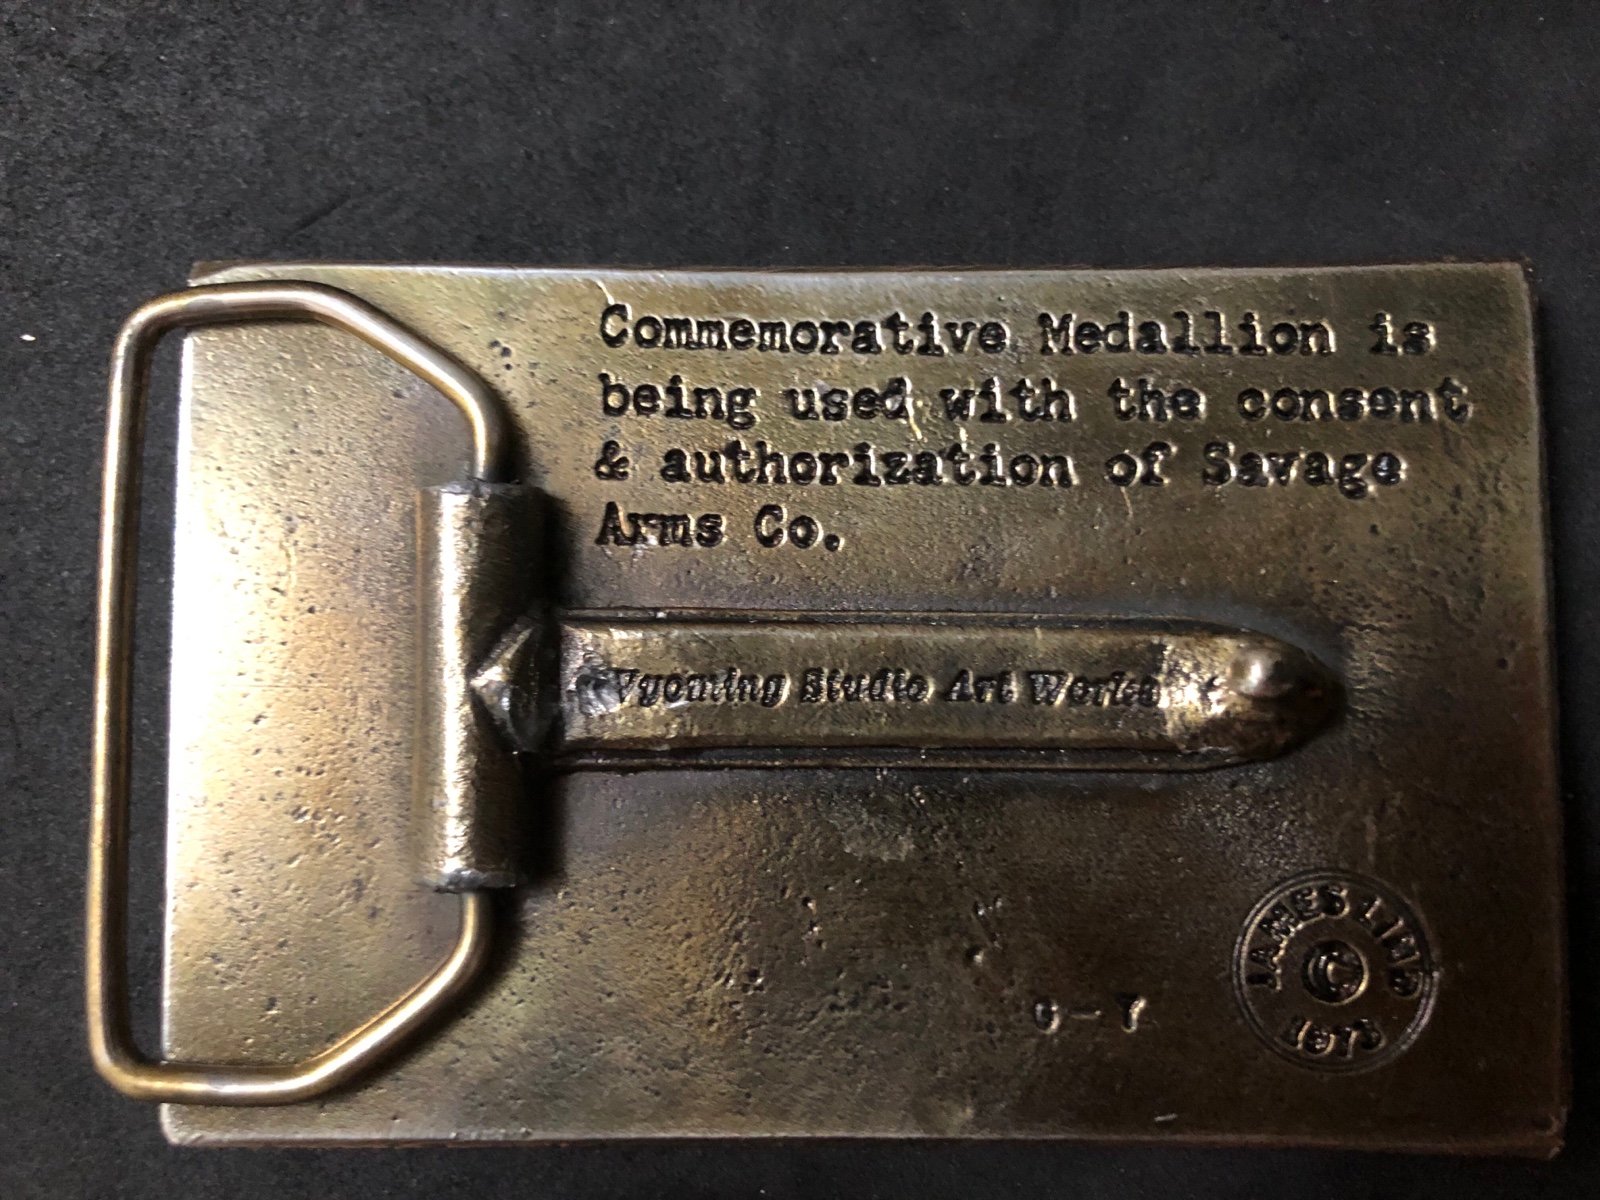 Commemorative Medallion is
being used with the consent
& authorization of Savage
Arms Co.
Wyoming Studio Art Works
JAMES LIND
1973